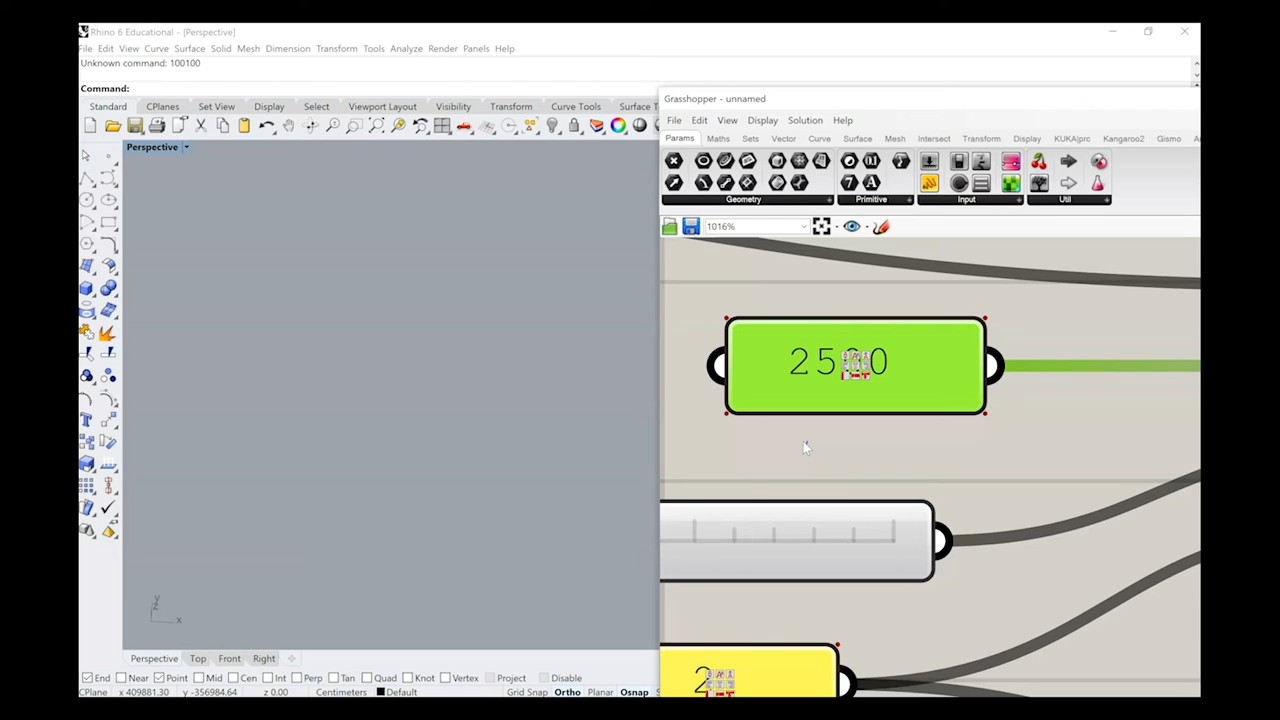 Rhino 6 Educational - [Perspective]
File Edit View Curve Surface Solid Mesh Dimension Transform Tools Analyze Render Panels Help
Unknown command: 100100
Command:
Standard CPlanes Set View Display Select Viewport Layout Visibility Transform Curve Tools Surface T
Perspective
Grasshopper - unnamed
File Edit View Display Solution Help
Params Maths Sets Vector Curve Surface Mesh Intersect Transform Display KUKA|prc Kangaroo2 Gismo
Geometry Primitive Input Util
1016%
2500
2
y
z
x
Perspective Top Front Right
End Near Point Mid Cen Int Perp Tan Quad Knot Vertex Project Disable
CPlane x 409881.30 y -356984.64 z 0.00 Centimeters Default Grid Snap Ortho Planar Osnap